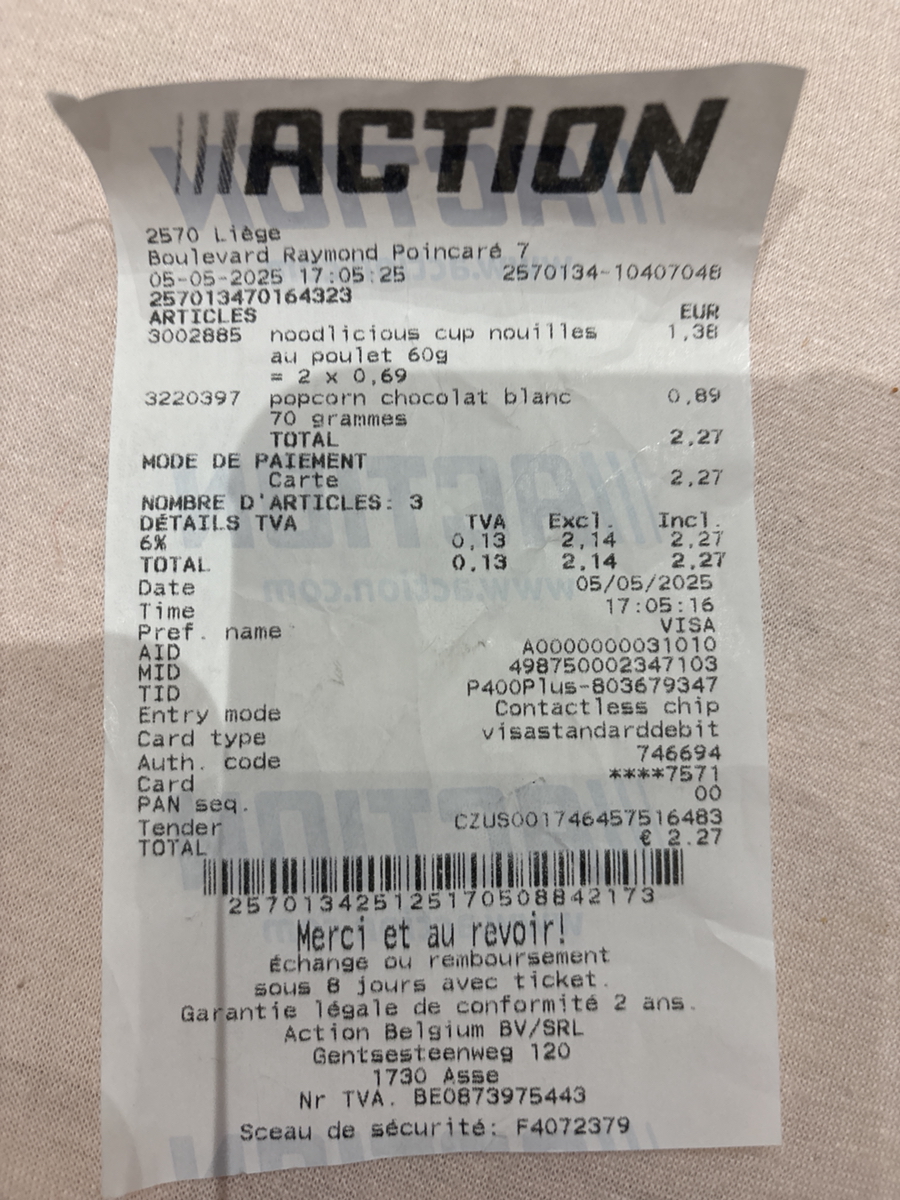 ACTION
2570 Liège
Boulevard Raymond Poincaré 7
05-05-2025 17:05:25 2570134-10407048
257013470164323
ARTICLES EUR
3002885 noodlicious cup nouilles 1,38
au poulet 60g
= 2 x 0,69
3220397 popcorn chocolat blanc 0,89
70 grammes
TOTAL 2,27
MODE DE PAIEMENT
Carte 2,27
NOMBRE D'ARTICLES: 3
DÉTAILS TVA TVA Excl. Incl.
6% 0,13 2,14 2,27
TOTAL 0,13 2,14 2,27
Date 05/05/2025
Time 17:05:16
Pref. name VISA
AID A0000000031010
MID 498750002347103
TID P400Plus-803679347
Entry mode Contactless chip
Card type visastandarddebit
Auth. code 746694
Card ****7571
PAN seq. 00
Tender CZUS001746457516483
TOTAL € 2.27
257013425125170508842173
Merci et au revoir!
Échange ou remboursement
sous 8 jours avec ticket.
Garantie légale de conformité 2 ans.
Action Belgium BV/SRL
Gentsesteenweg 120
1730 Asse
Nr TVA. BE0873975443
Sceau de sécurité: F4072379